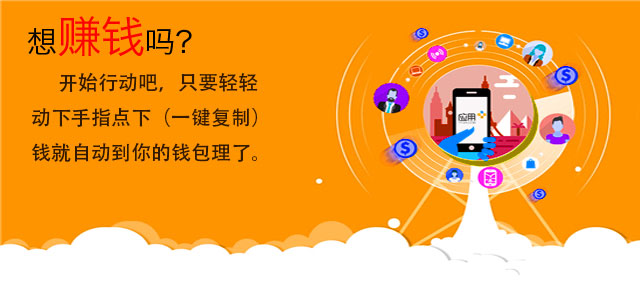 想赚钱吗?
开始行动吧，只要轻轻
动下手指点下（一键复制）
钱就自动到你的钱包理了。
应用